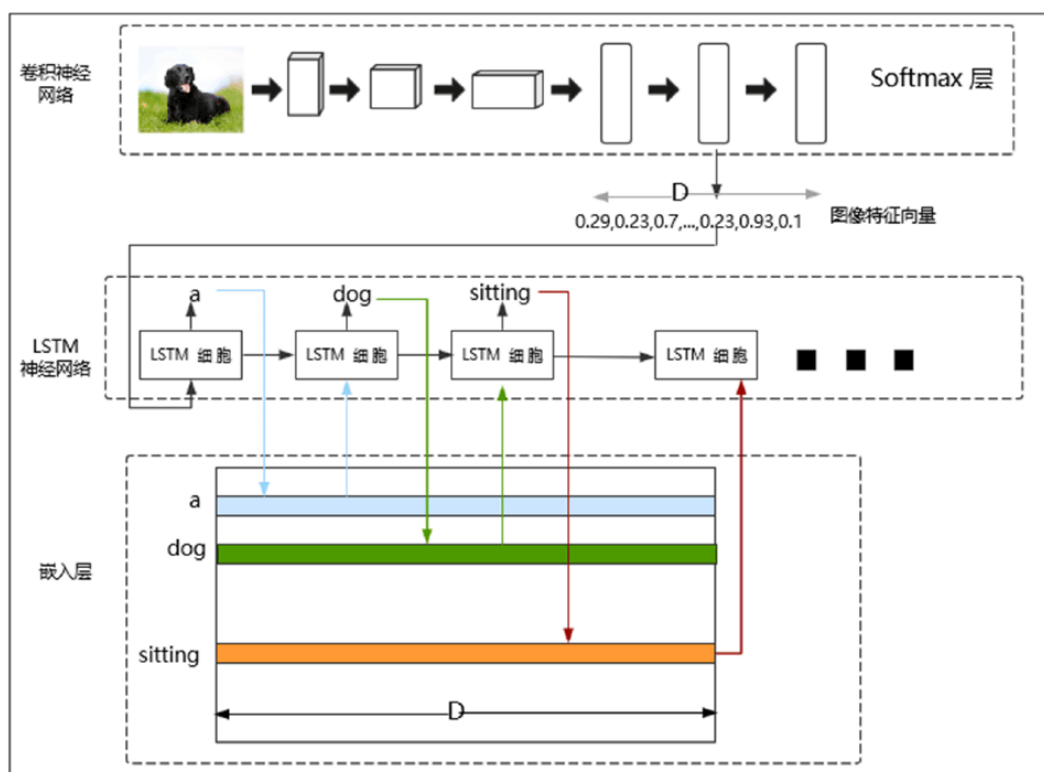 卷积神经
网络
Softmax 层
D
0.29,0.23,0.7,...,0.23,0.93,0.1
图像特征向量
a
dog
sitting
LSTM
神经网络
LSTM 细胞
LSTM 细胞
LSTM 细胞
LSTM 细胞
嵌入层
a
dog
sitting
D